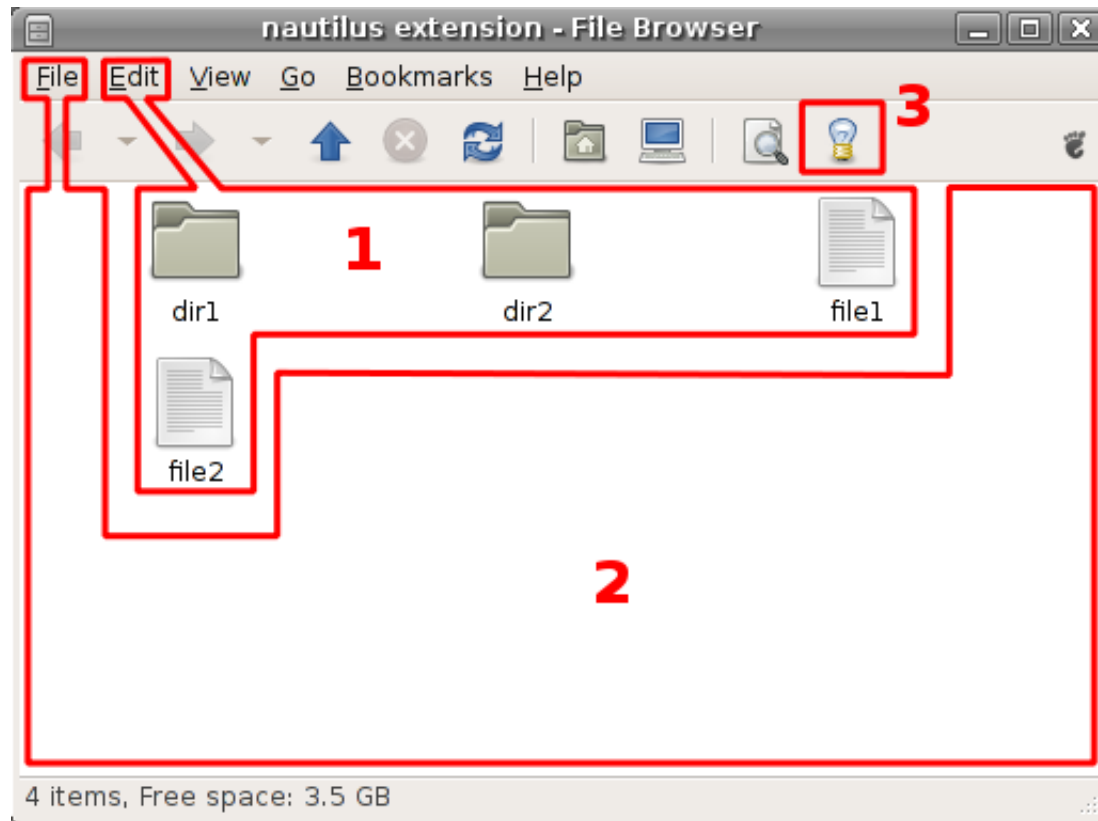 nautilus extension - File Browser
File Edit View Go Bookmarks Help
3
1
dir1 dir2 file1
file2
2
4 items, Free space: 3.5 GB